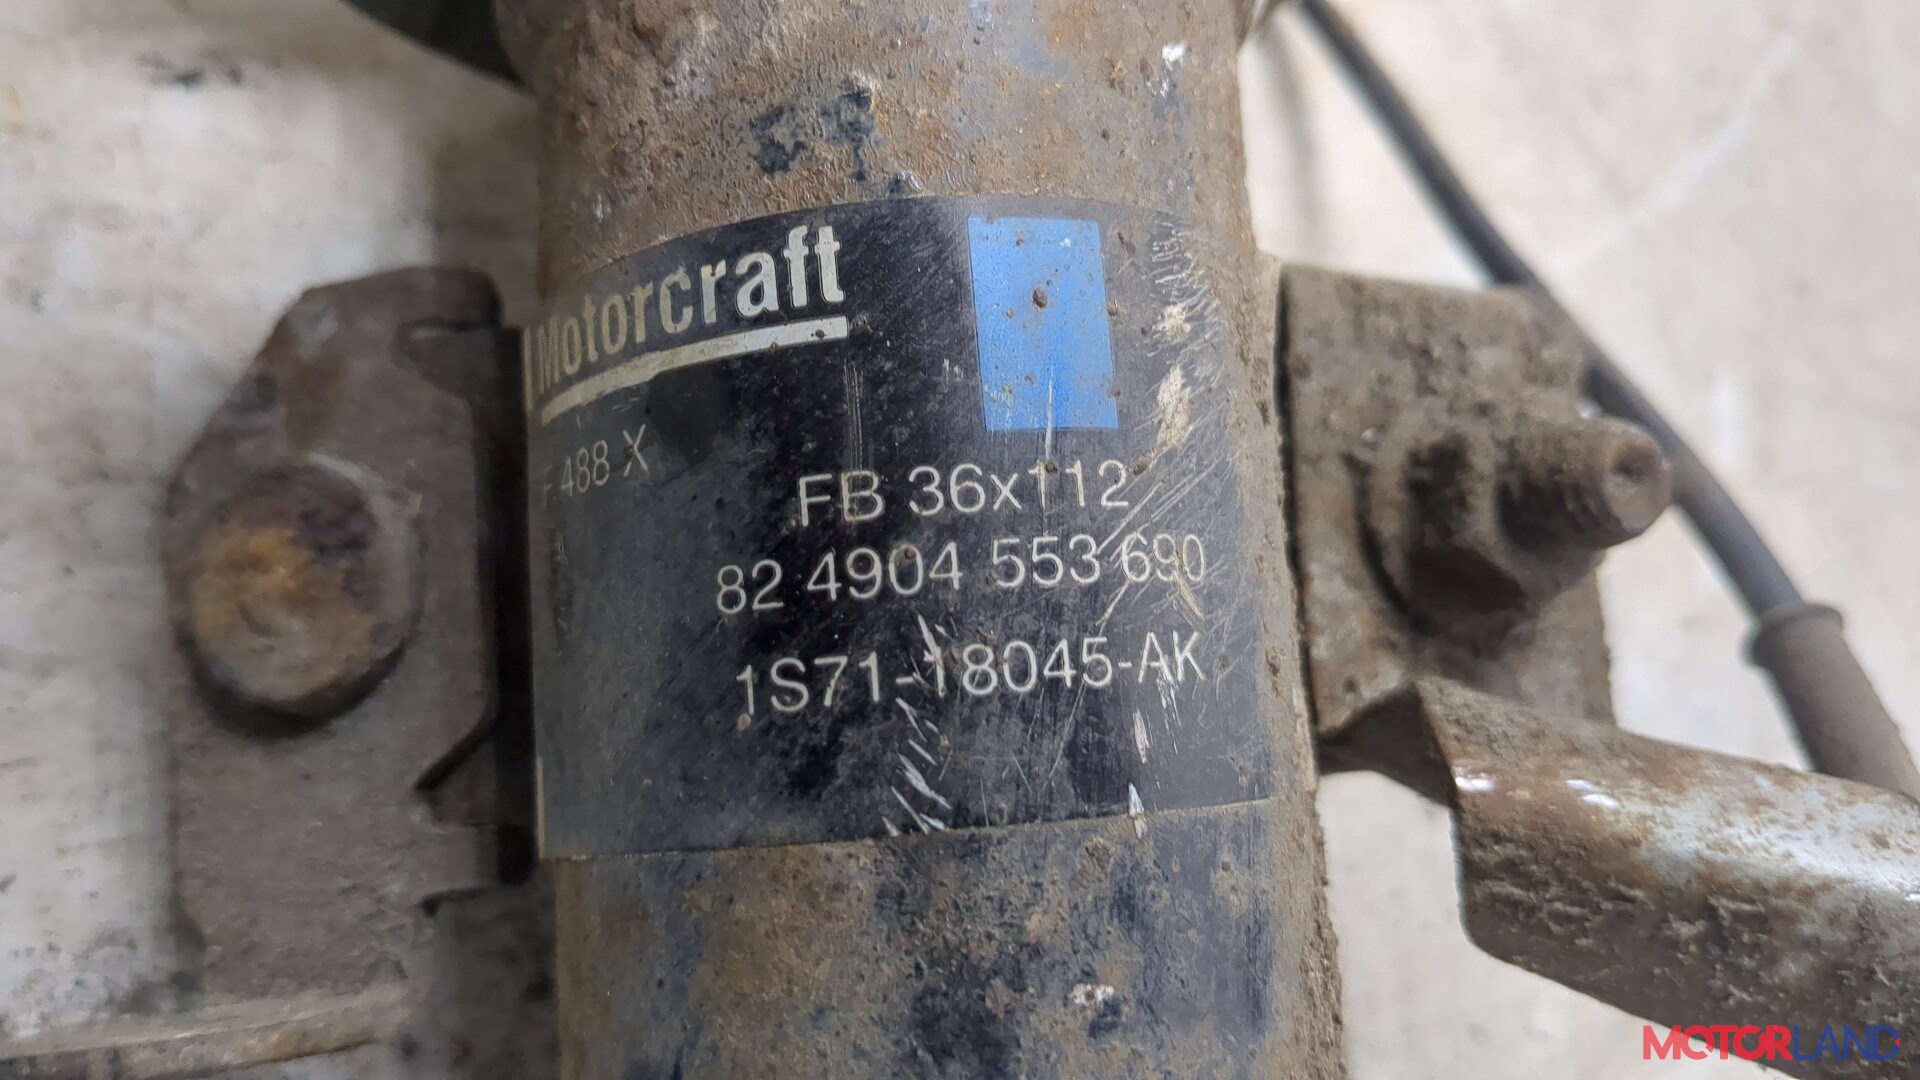 Motorcraft
F 488 X
FB 36x112
82 4904 553 690
1S71-18045-AK
MOTORLAND